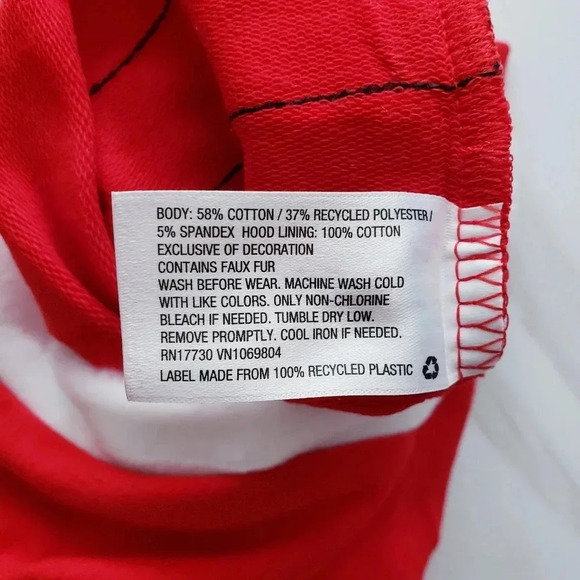 BODY: 58% COTTON / 37% RECYCLED POLYESTER /
5% SPANDEX HOOD LINING: 100% COTTON
EXCLUSIVE OF DECORATION
CONTAINS FAUX FUR
WASH BEFORE WEAR. MACHINE WASH COLD
WITH LIKE COLORS. ONLY NON-CHLORINE
BLEACH IF NEEDED. TUMBLE DRY LOW.
REMOVE PROMPTLY. COOL IRON IF NEEDED.
RN17730 VN1069804
LABEL MADE FROM 100% RECYCLED PLASTIC